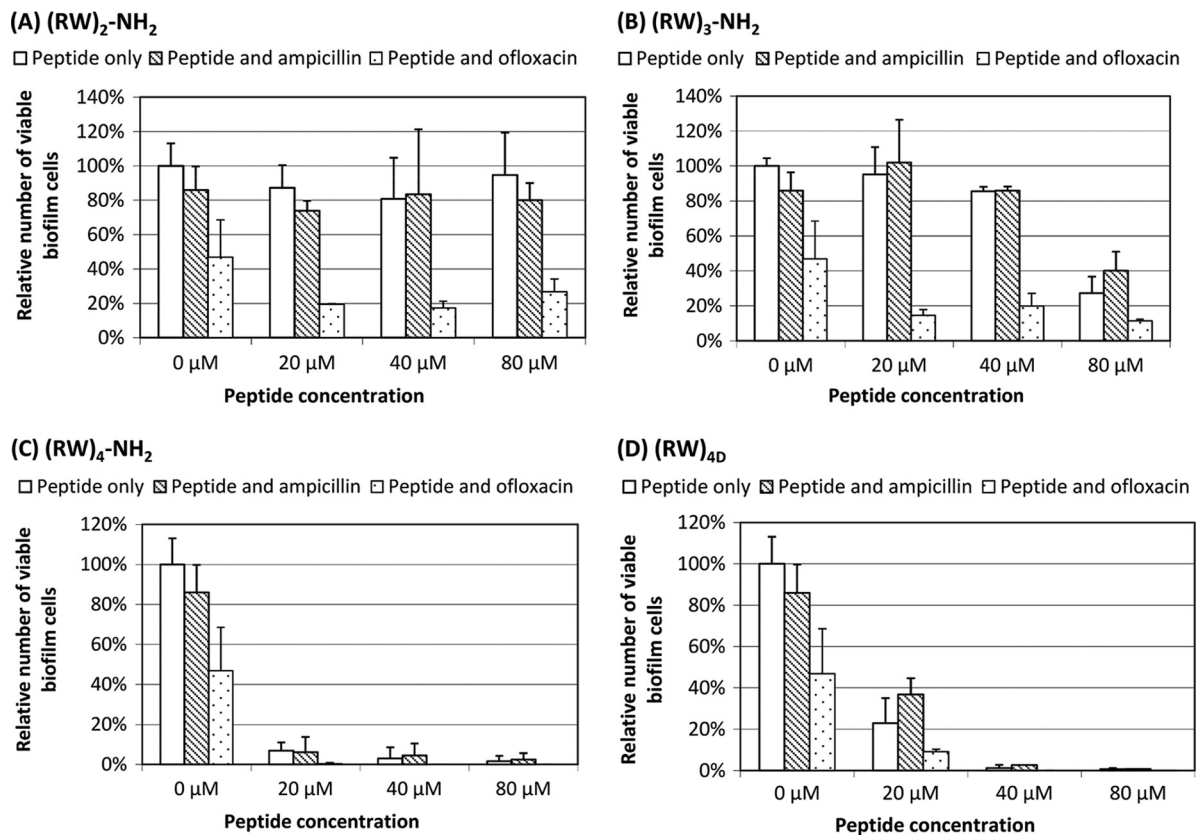 (A) (RW)₂-NH₂
Peptide only Peptide and ampicillin Peptide and ofloxacin
Relative number of viable
biofilm cells
140%
120%
100%
80%
60%
40%
20%
0%
0 µM 20 µM 40 µM 80 µM
Peptide concentration
(B) (RW)₃-NH₂
Peptide only Peptide and ampicillin Peptide and ofloxacin
Relative number of viable
biofilm cells
140%
120%
100%
80%
60%
40%
20%
0%
0 µM 20 µM 40 µM 80 µM
Peptide concentration
(C) (RW)₄-NH₂
Peptide only Peptide and ampicillin Peptide and ofloxacin
Relative number of viable
biofilm cells
120%
100%
80%
60%
40%
20%
0%
0 µM 20 µM 40 µM 80 µM
Peptide concentration
(D) (RW)4D
Peptide only Peptide and ampicillin Peptide and ofloxacin
Relative number of viable
biofilm cells
120%
100%
80%
60%
40%
20%
0%
0 µM 20 µM 40 µM 80 µM
Peptide concentration